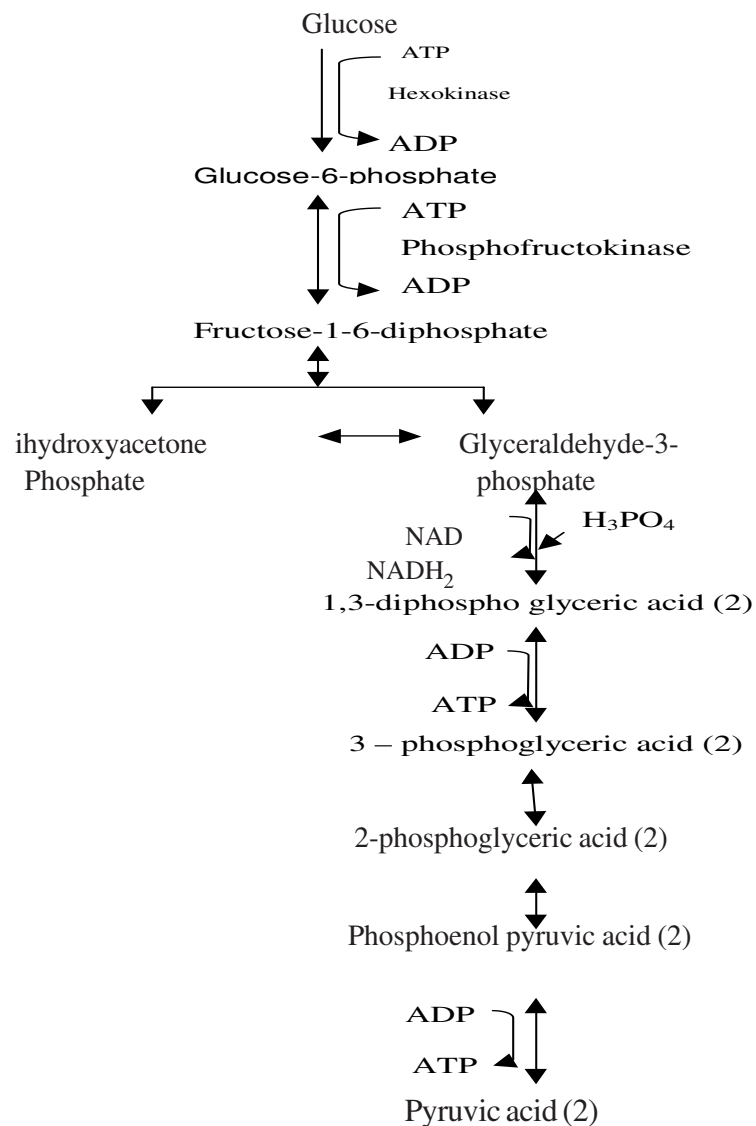 Glucose
ATP
Hexokinase
ADP
Glucose-6-phosphate
ATP
Phosphofructokinase
ADP
Fructose-1-6-diphosphate
ihydroxyacetone
Phosphate
Glyceraldehyde-3-
phosphate
H₃PO₄
NAD
NADH₂
1,3-diphospho glyceric acid (2)
ADP
ATP
3 – phosphoglyceric acid (2)
2-phosphoglyceric acid (2)
Phosphoenol pyruvic acid (2)
ADP
ATP
Pyruvic acid (2)